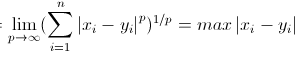 = \lim_{p \to \infty} (\sum_{i=1}^{n} |x_i - y_i|^p)^{1/p} = max |x_i - y_i|